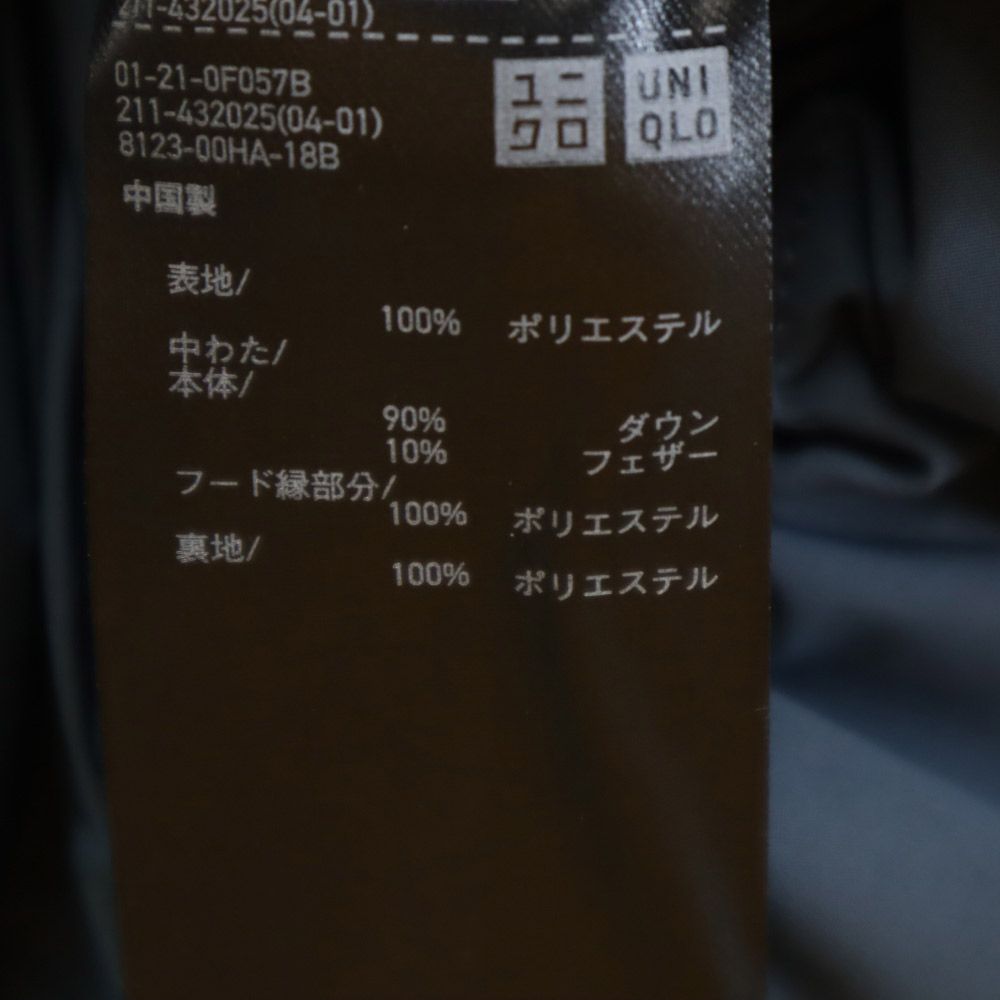 211-432025(04-01)
01-21-0F057B
211-432025(04-01)
8123-00HA-18B
中国製
ユニ
クロ
UNI
QLO
表地/
100% ポリエステル
中わた/
本体/
90% ダウン
10% フェザー
フード縁部分/
100% ポリエステル
裏地/
100% ポリエステル